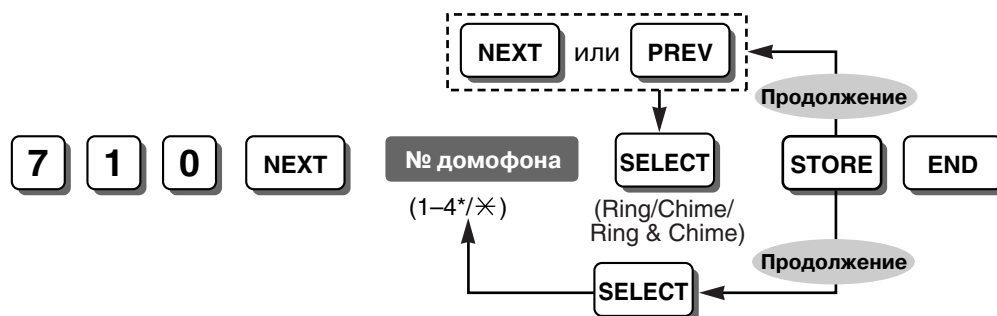 NEXT или PREV
Продолжение
7 1 0 NEXT № домофона SELECT STORE END
(1–4*/✳)
(Ring/Chime/
Ring & Chime)
Продолжение
SELECT